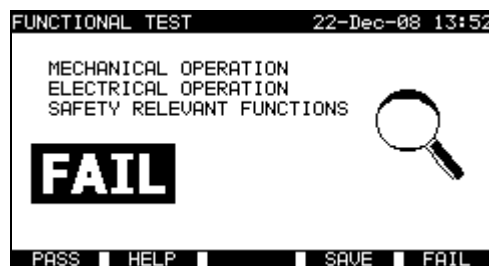 FUNCTIONAL TEST 22-Dec-08 13:52
MECHANICAL OPERATION
ELECTRICAL OPERATION
SAFETY RELEVANT FUNCTIONS
FAIL
PASS HELP SAVE FAIL